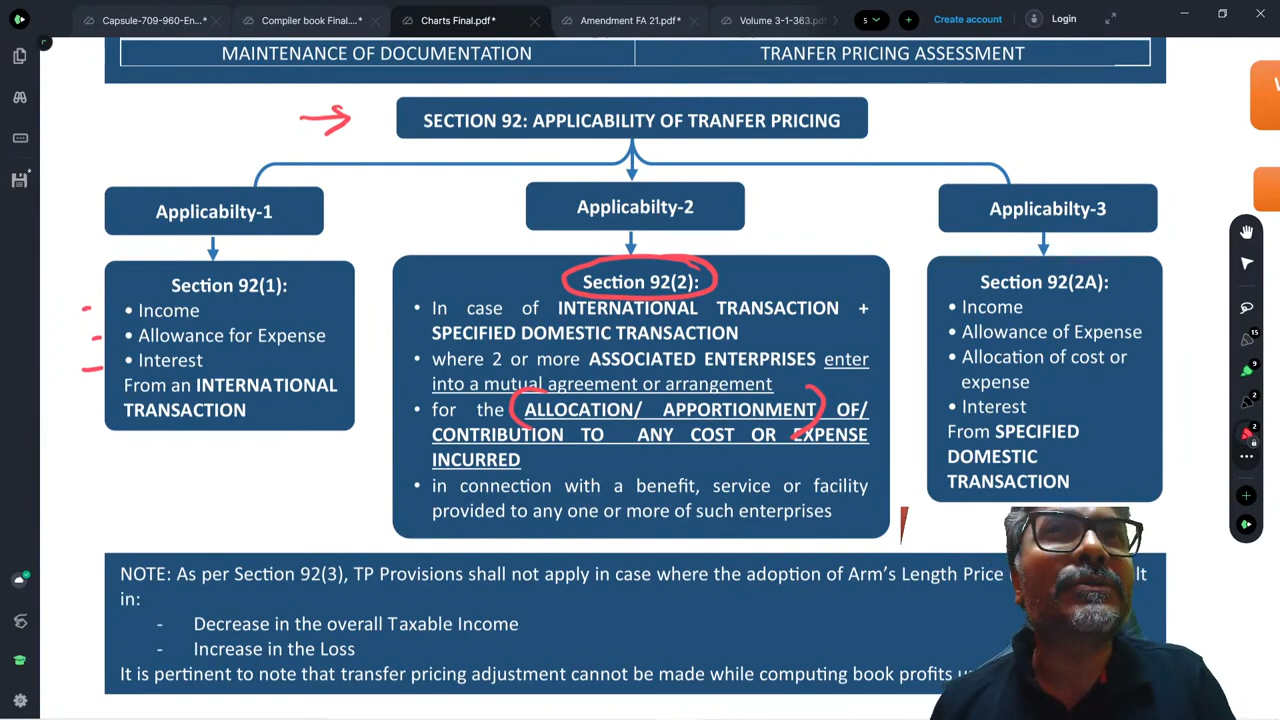 Capsule-709-960-En...*
Compiler book Final....*
Charts Final.pdf*
Amendment FA 21.pdf*
Volume 3-1-363.pdf
5
Create account
Login
MAINTENANCE OF DOCUMENTATION
TRANFER PRICING ASSESSMENT
SECTION 92: APPLICABILITY OF TRANFER PRICING
Applicabilty-1
Section 92(1):
• Income
• Allowance for Expense
• Interest
From an INTERNATIONAL
TRANSACTION
Applicabilty-2
Section 92(2):
• In case of INTERNATIONAL TRANSACTION +
SPECIFIED DOMESTIC TRANSACTION
• where 2 or more ASSOCIATED ENTERPRISES enter
into a mutual agreement or arrangement
• for the ALLOCATION/ APPORTIONMENT OF/
CONTRIBUTION TO ANY COST OR EXPENSE
INCURRED
• in connection with a benefit, service or facility
provided to any one or more of such enterprises
Applicabilty-3
Section 92(2A):
• Income
• Allowance of Expense
• Allocation of cost or
expense
• Interest
From SPECIFIED
DOMESTIC
TRANSACTION
NOTE: As per Section 92(3), TP Provisions shall not apply in case where the adoption of Arm's Length Price
in:
- Decrease in the overall Taxable Income
- Increase in the Loss
It is pertinent to note that transfer pricing adjustment cannot be made while computing book profits
15
9
2
2